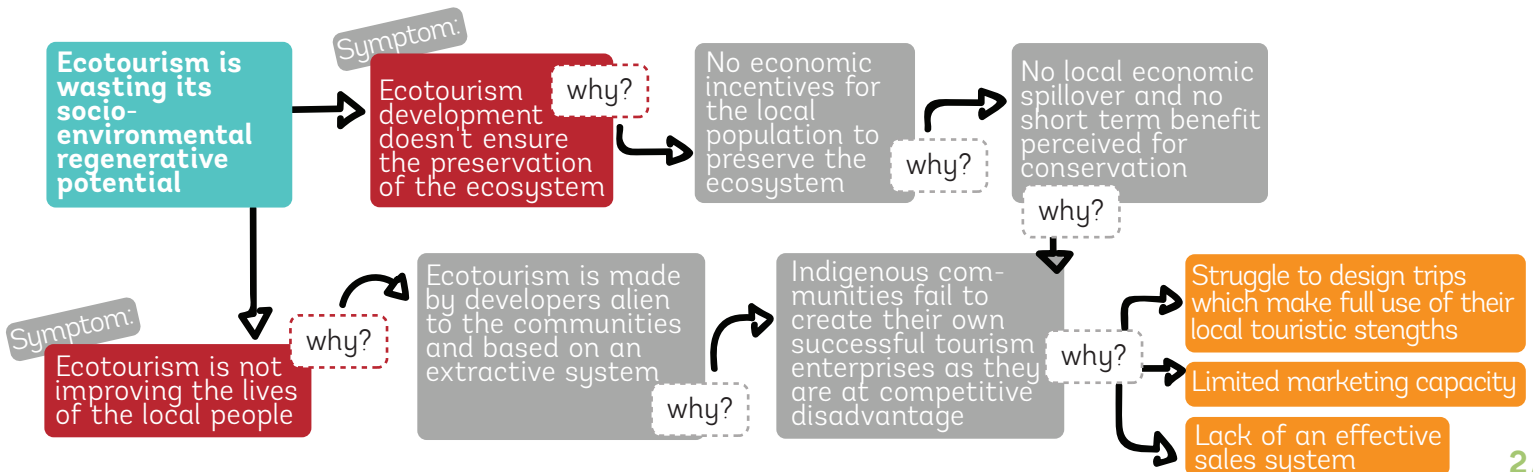 Ecotourism is
wasting its
socio-
environmental
regenerative
potential
Symptom:
Ecotourism
development
doesn't ensure
the preservation
of the ecosystem
why?
No economic
incentives for
the local
population to
preserve the
ecosystem
why?
No local economic
spillover and no
short term benefit
perceived for
conservation
why?
Symptom:
Ecotourism is not
improving the lives
of the local people
why?
Ecotourism is made
by developers alien
to the communities
and based on an
extractive system
why?
Indigenous com-
munities fail to
create their own
successful tourism
enterprises as they
are at competitive
disadvantage
why?
Struggle to design trips
which make full use of their
local touristic stengths
Limited marketing capacity
Lack of an effective
sales system
2